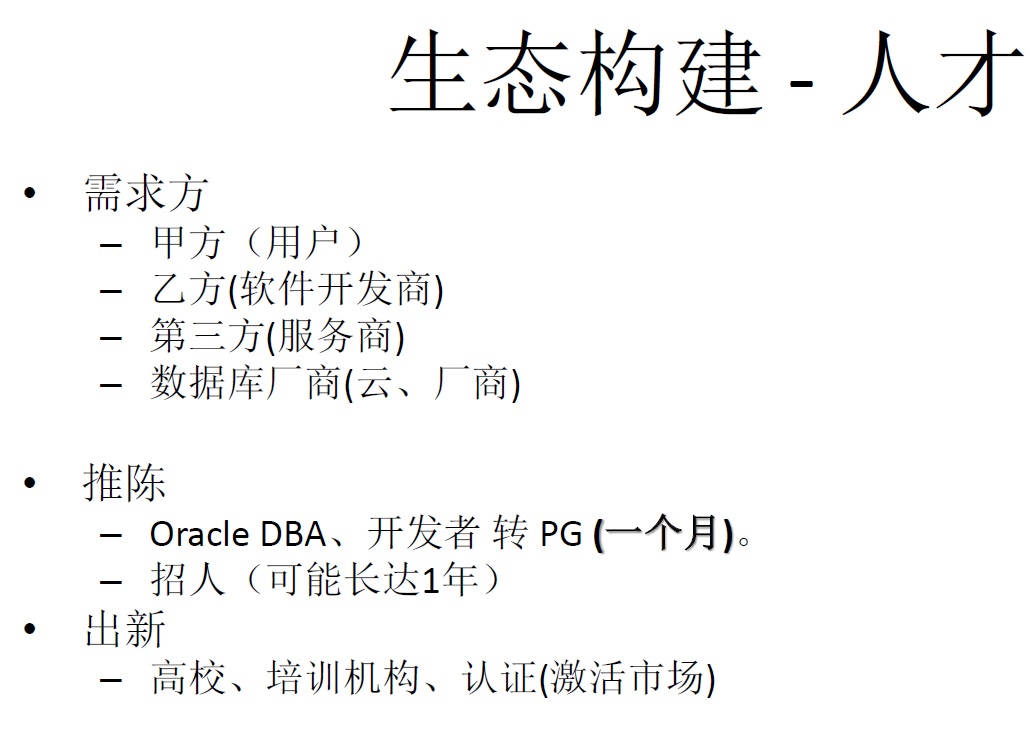 生态构建 - 人才
• 需求方
– 甲方（用户）
– 乙方(软件开发商)
– 第三方(服务商)
– 数据库厂商(云、厂商)
• 推陈
– Oracle DBA、开发者 转 PG (一个月)。
– 招人（可能长达1年）
• 出新
– 高校、培训机构、认证(激活市场)